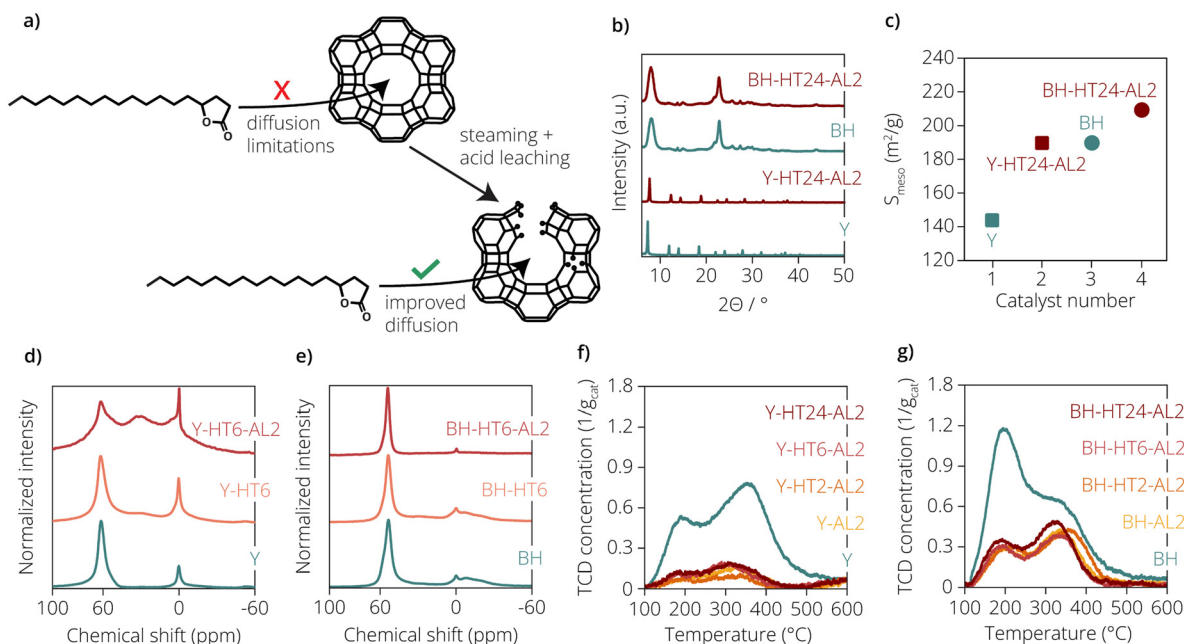 a)
X
diffusion
limitations
O
O
steaming +
acid leaching
improved
diffusion
O
O
b)
Intensity (a.u.)
BH-HT24-AL2
BH
Y-HT24-AL2
Y
10 20 30 40 50
2Θ / °
c)
S_meso (m²/g)
240
220
200
180
160
140
120
BH-HT24-AL2
BH
Y-HT24-AL2
Y
1 2 3 4
Catalyst number
d)
Normalized intensity
Y-HT6-AL2
Y-HT6
Y
100 60 0 -60
Chemical shift (ppm)
e)
Normalized intensity
BH-HT6-AL2
BH-HT6
BH
100 60 0 -60
Chemical shift (ppm)
f)
TCD concentration (1/g_cat)
1.8
1.5
1.2
0.9
0.6
0.3
0
Y-HT24-AL2
Y-HT6-AL2
Y-HT2-AL2
Y-AL2
Y
100 200 300 400 500 600
Temperature (°C)
g)
TCD concentration (1/g_cat)
1.8
1.5
1.2
0.9
0.6
0.3
0
BH-HT24-AL2
BH-HT6-AL2
BH-HT2-AL2
BH-AL2
BH
100 200 300 400 500 600
Temperature (°C)